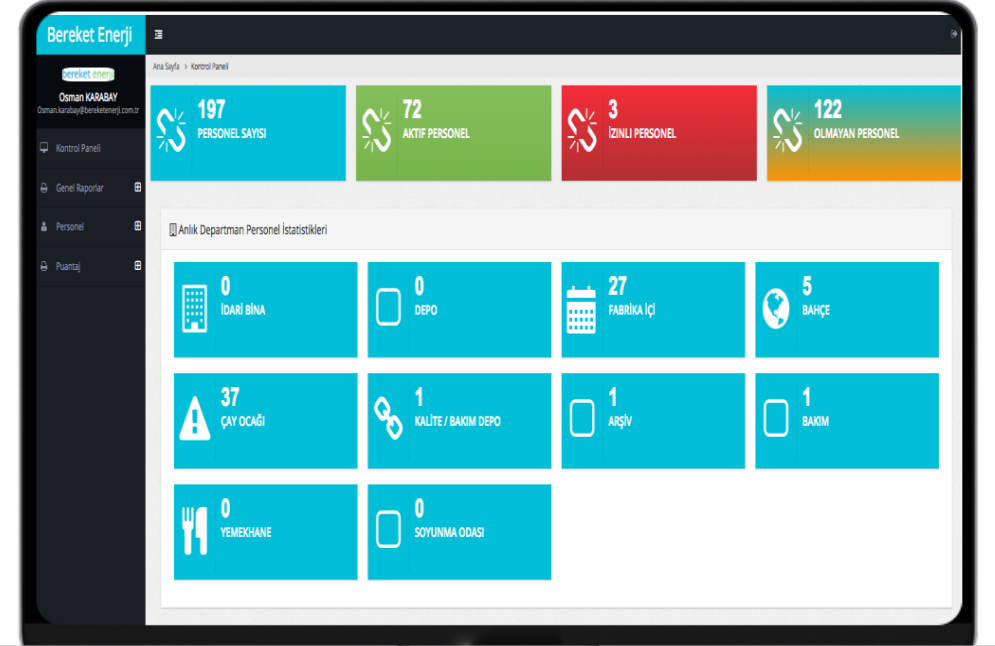 Bereket Enerji
bereket enerji
Osman KARABAY
Osman.karabay@bereketenerji.com.tr
Kontrol Paneli
Genel Raporlar
Personel
Puantaj
Ana Sayfa > Kontrol Paneli
197
PERSONEL SAYISI
72
AKTIF PERSONEL
3
İZINLI PERSONEL
122
OLMAYAN PERSONEL
Anlık Departman Personel İstatistikleri
0
İDARİ BİNA
0
DEPO
27
FABRİKA İÇİ
5
BAHÇE
37
ÇAY OCAĞI
1
KALİTE / BAKIM DEPO
1
ARŞİV
1
BAKIM
0
YEMEKHANE
0
SOYUNMA ODASI